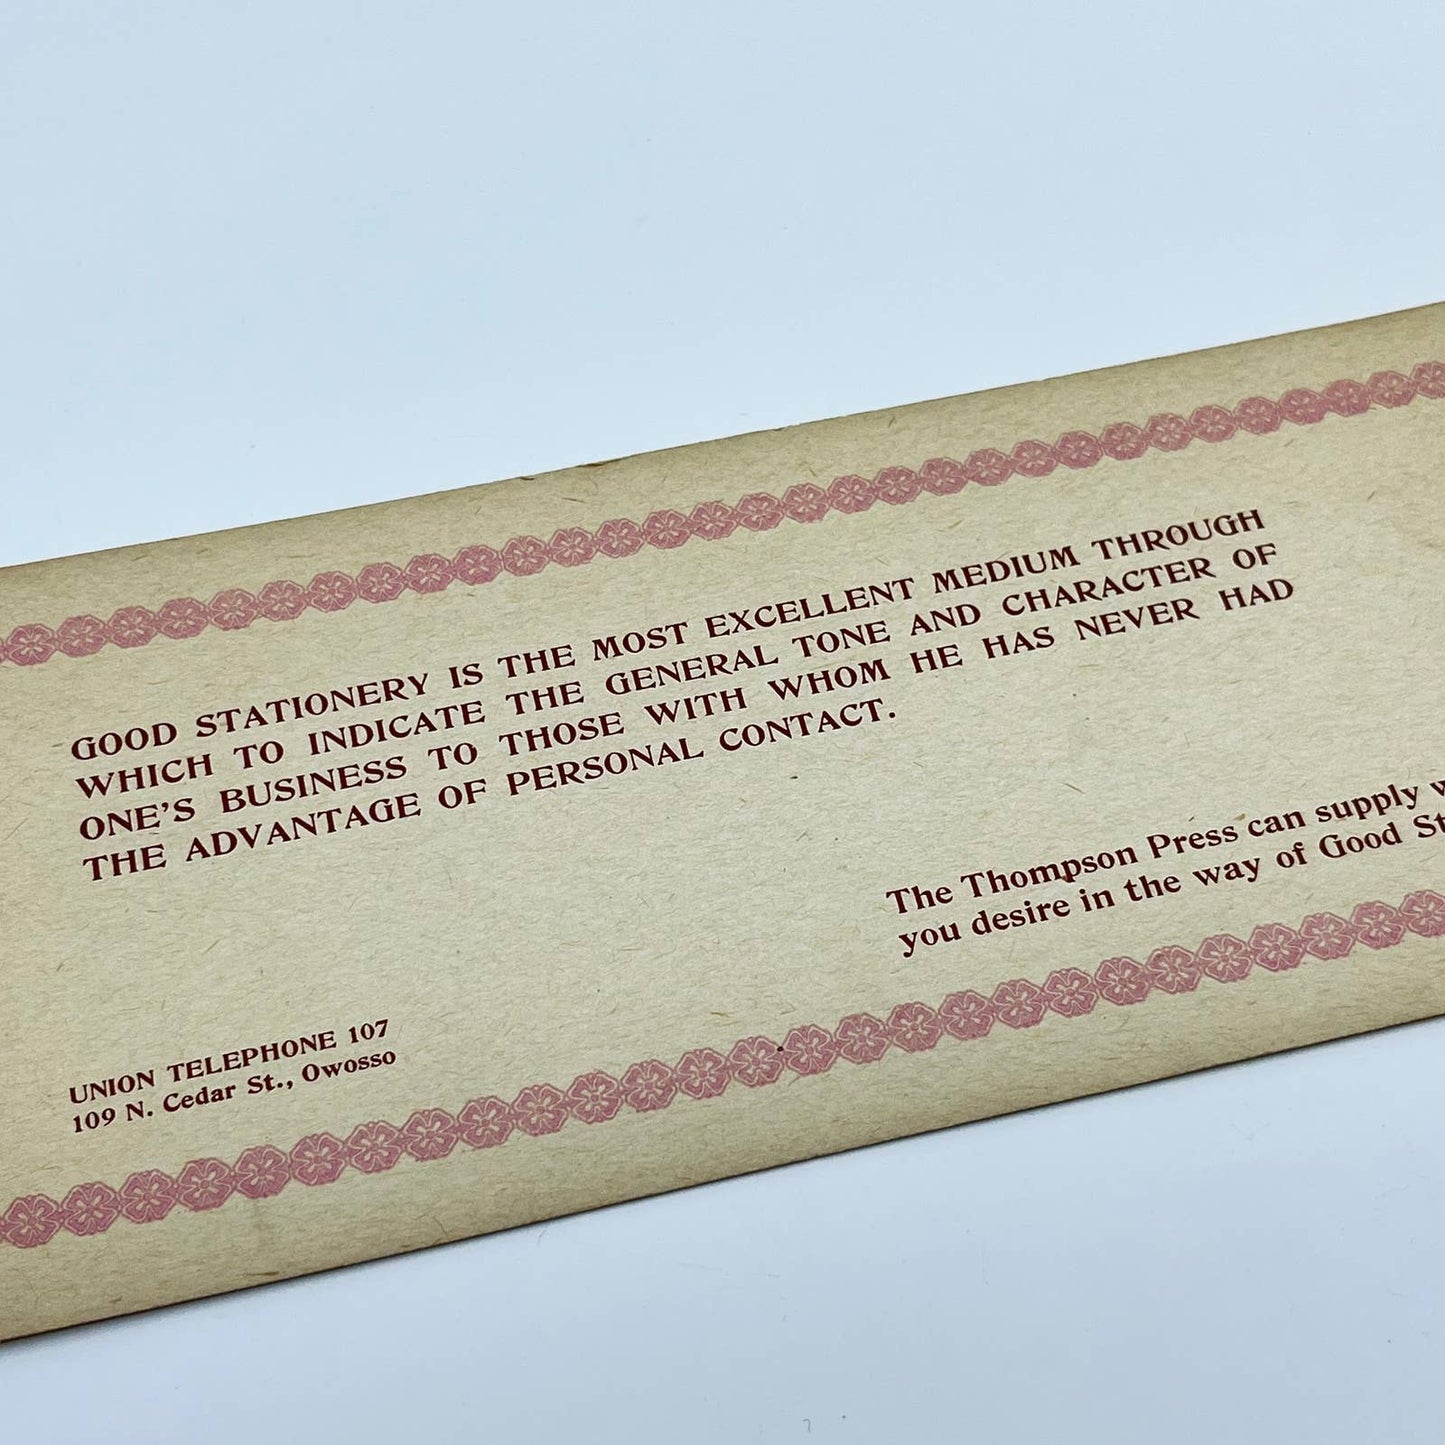 GOOD STATIONERY IS THE MOST EXCELLENT MEDIUM THROUGH
WHICH TO INDICATE THE GENERAL TONE AND CHARACTER OF
ONE'S BUSINESS TO THOSE WITH WHOM HE HAS NEVER HAD
THE ADVANTAGE OF PERSONAL CONTACT.
The Thompson Press can supply
you desire in the way of Good
UNION TELEPHONE 107
109 N. Cedar St., Owosso